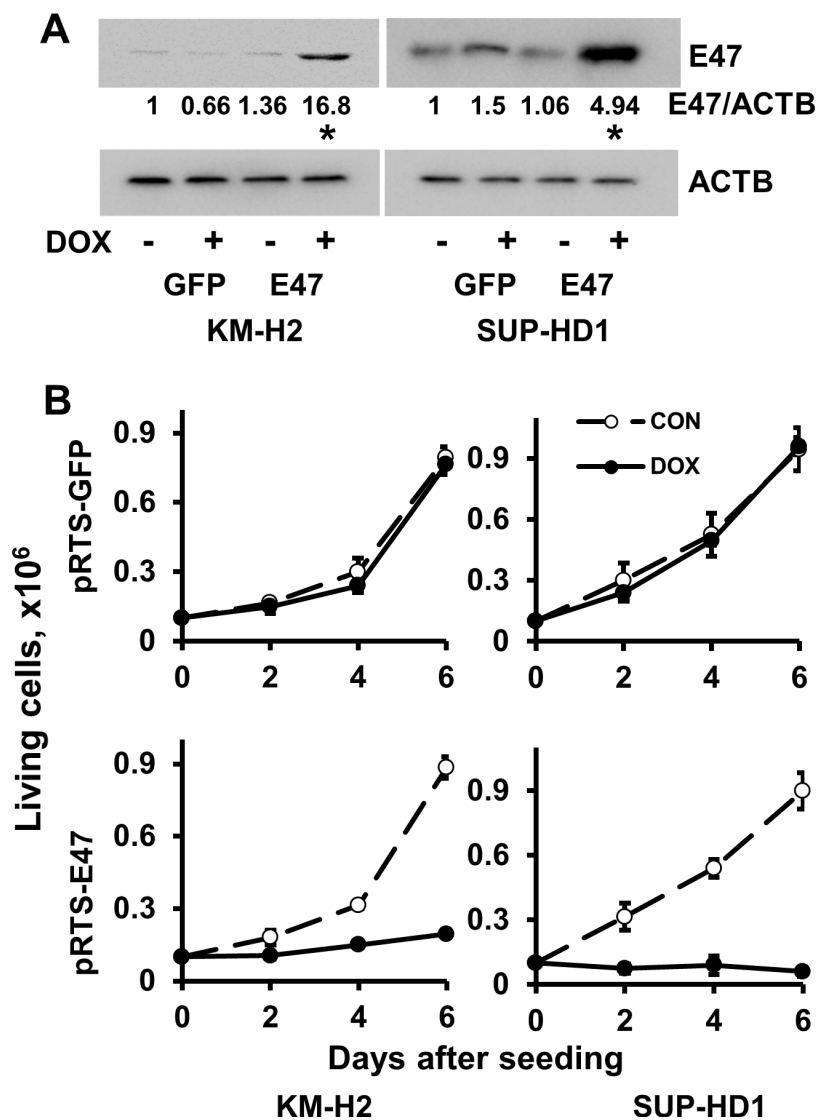 A
E47
1 0.66 1.36 16.8 1 1.5 1.06 4.94 E47/ACTB
* *
ACTB
DOX - + - + - + - +
GFP E47 GFP E47
KM-H2 SUP-HD1
B
pRTS-GFP
0.9
0.6
0.3
0
0 2 4 6
CON
DOX
0.9
0.6
0.3
0
0 2 4 6
Living cells, x10⁶
pRTS-E47
0.9
0.6
0.3
0
0 2 4 6
0.9
0.6
0.3
0
0 2 4 6
Days after seeding
KM-H2 SUP-HD1